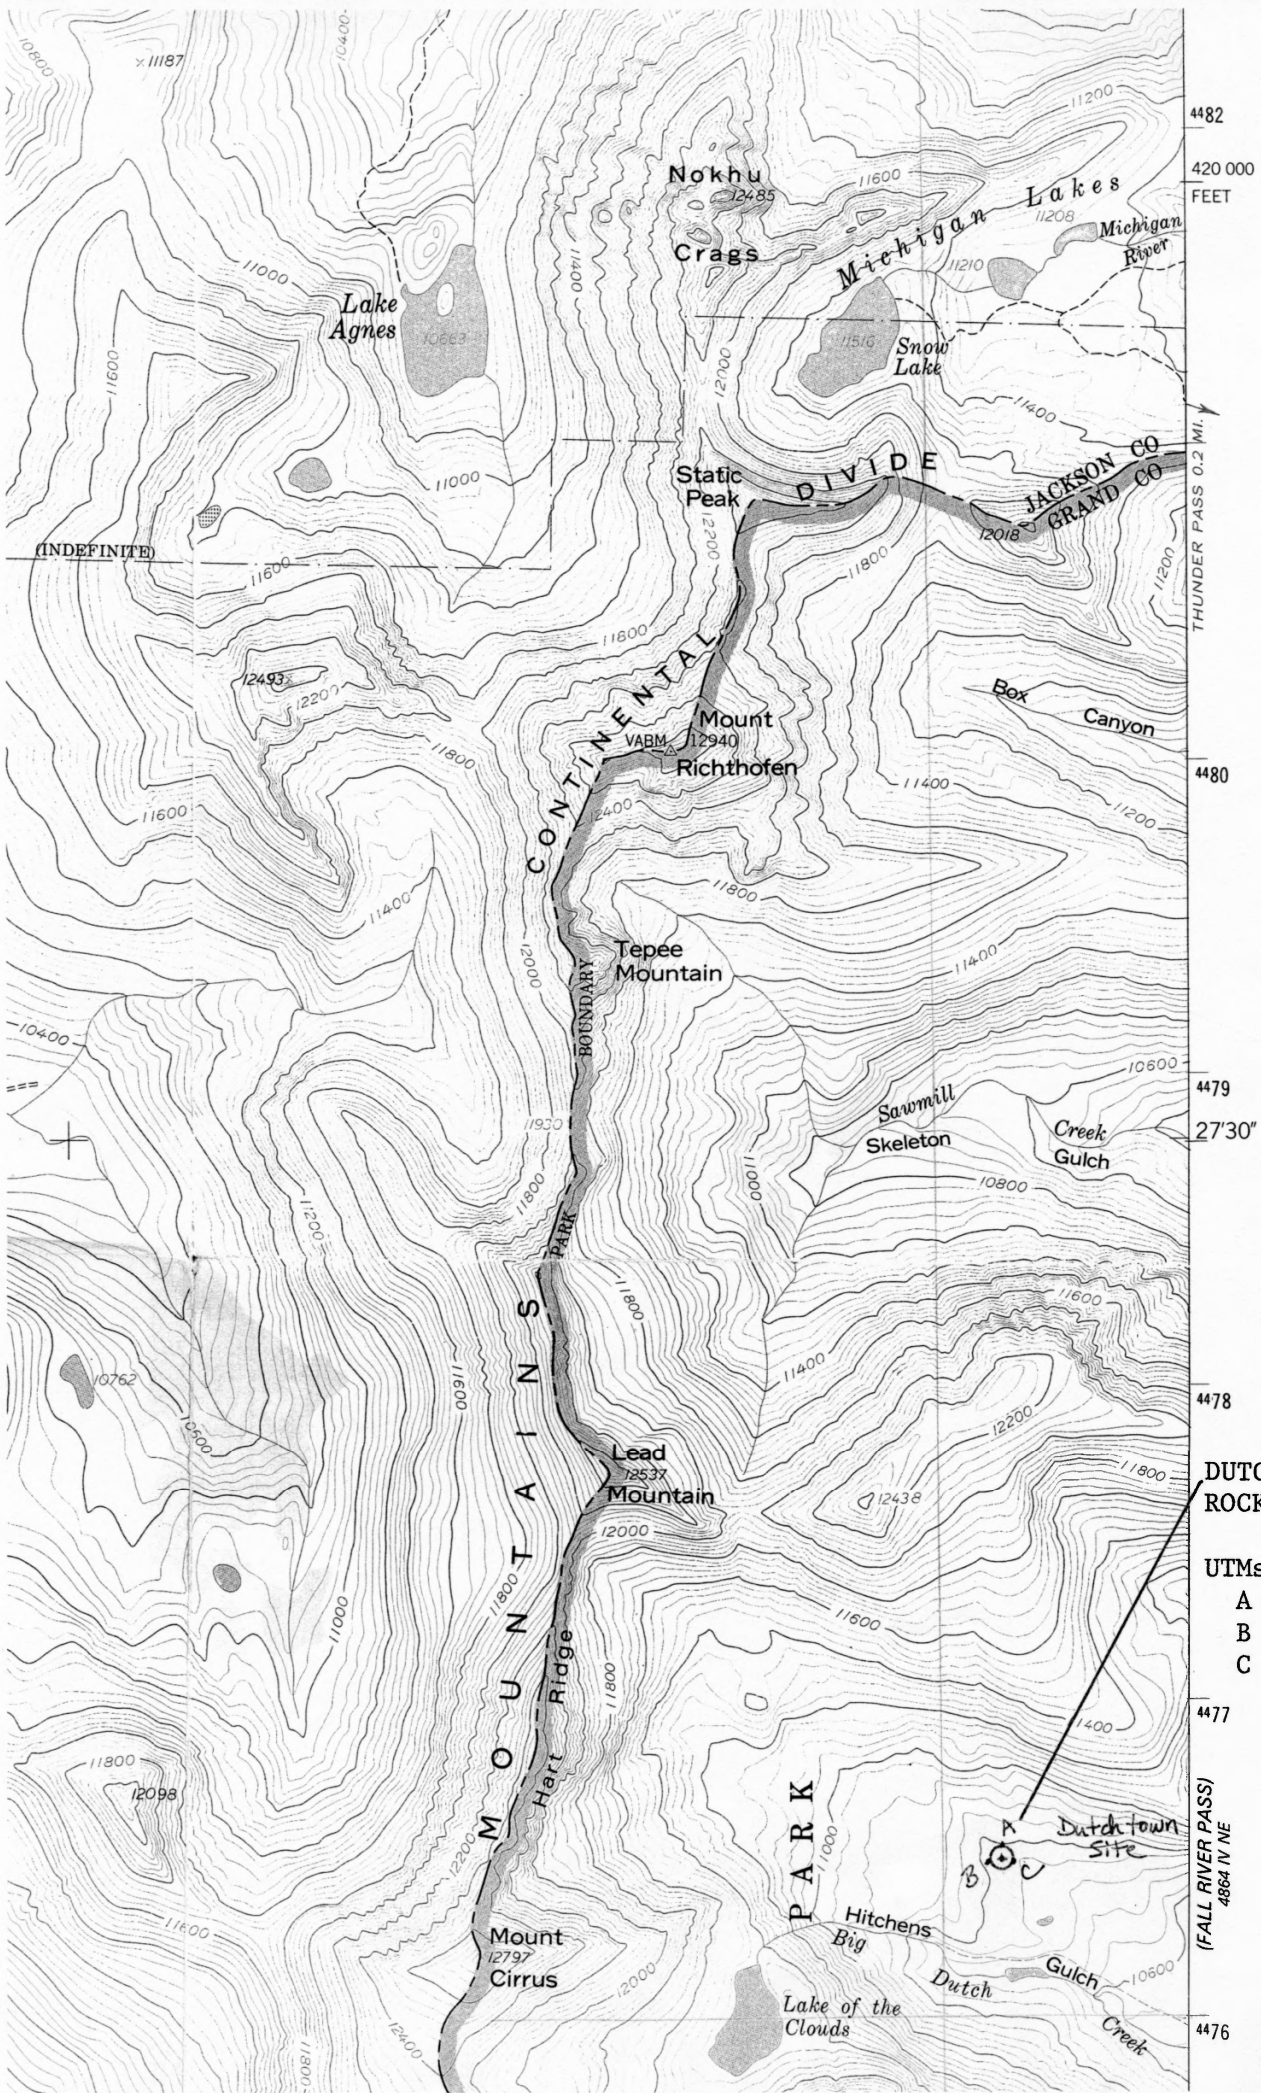 10800
×11187
10400
11200
4482
420 000
FEET
Nokhu
12485
Crags
11600
Michigan Lakes
11208
Michigan
River
11210
11000
11400
Lake
Agnes
10663
11516
Snow
Lake
11600
12000
11400
THUNDER PASS 0.2 MI.
11000
Static
Peak
DIVIDE
JACKSON CO
GRAND CO
12018
(INDEFINITE)
11600
12200
11800
11200
11800
12493×
12200
CONTINENTAL
Box
Canyon
Mount
VABM
12940
Richthofen
4480
11800
11600
12400
11400
11200
11800
11400
Tepee
Mountain
12000
11400
BOUNDARY
10400
10600
4479
Sawmill
Creek
27'30"
Skeleton
Gulch
11930
11000
10800
11800
11200
PARK
11800
11600
11400
10762
11600
4478
12200
MOUNTAINS
Lead
12537
Mountain
11800
DUTC
ROCK
12438
12000
UTMs
A
B
C
11800
11600
11000
Hart Ridge
11800
4477
11400
11800
12098
PARK
11000
(FALL RIVER PASS)
4864 IV NE
A
Dutchtown
Site
B
C
12200
11600
Hitchens
Gulch
Big
Dutch
Creek
Mount
12797
Cirrus
12000
10600
Lake of the
Clouds
12400
11800
4476